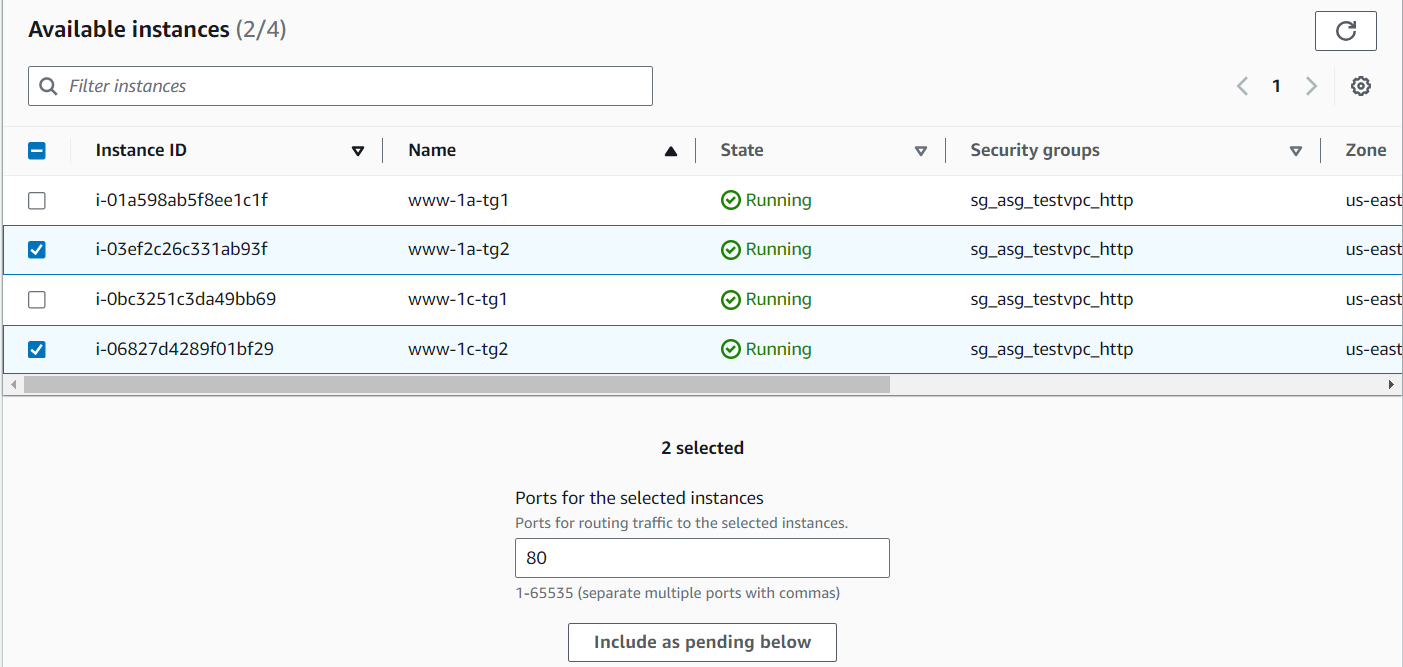 Available instances (2/4)
Filter instances
1
Instance ID Name State Security groups Zone
i-01a598ab5f8ee1c1f www-1a-tg1 Running sg_asg_testvpc_http us-east
i-03ef2c26c331ab93f www-1a-tg2 Running sg_asg_testvpc_http us-east
i-0bc3251c3da49bb69 www-1c-tg1 Running sg_asg_testvpc_http us-east
i-06827d4289f01bf29 www-1c-tg2 Running sg_asg_testvpc_http us-east
2 selected
Ports for the selected instances
Ports for routing traffic to the selected instances.
80
1-65535 (separate multiple ports with commas)
Include as pending below